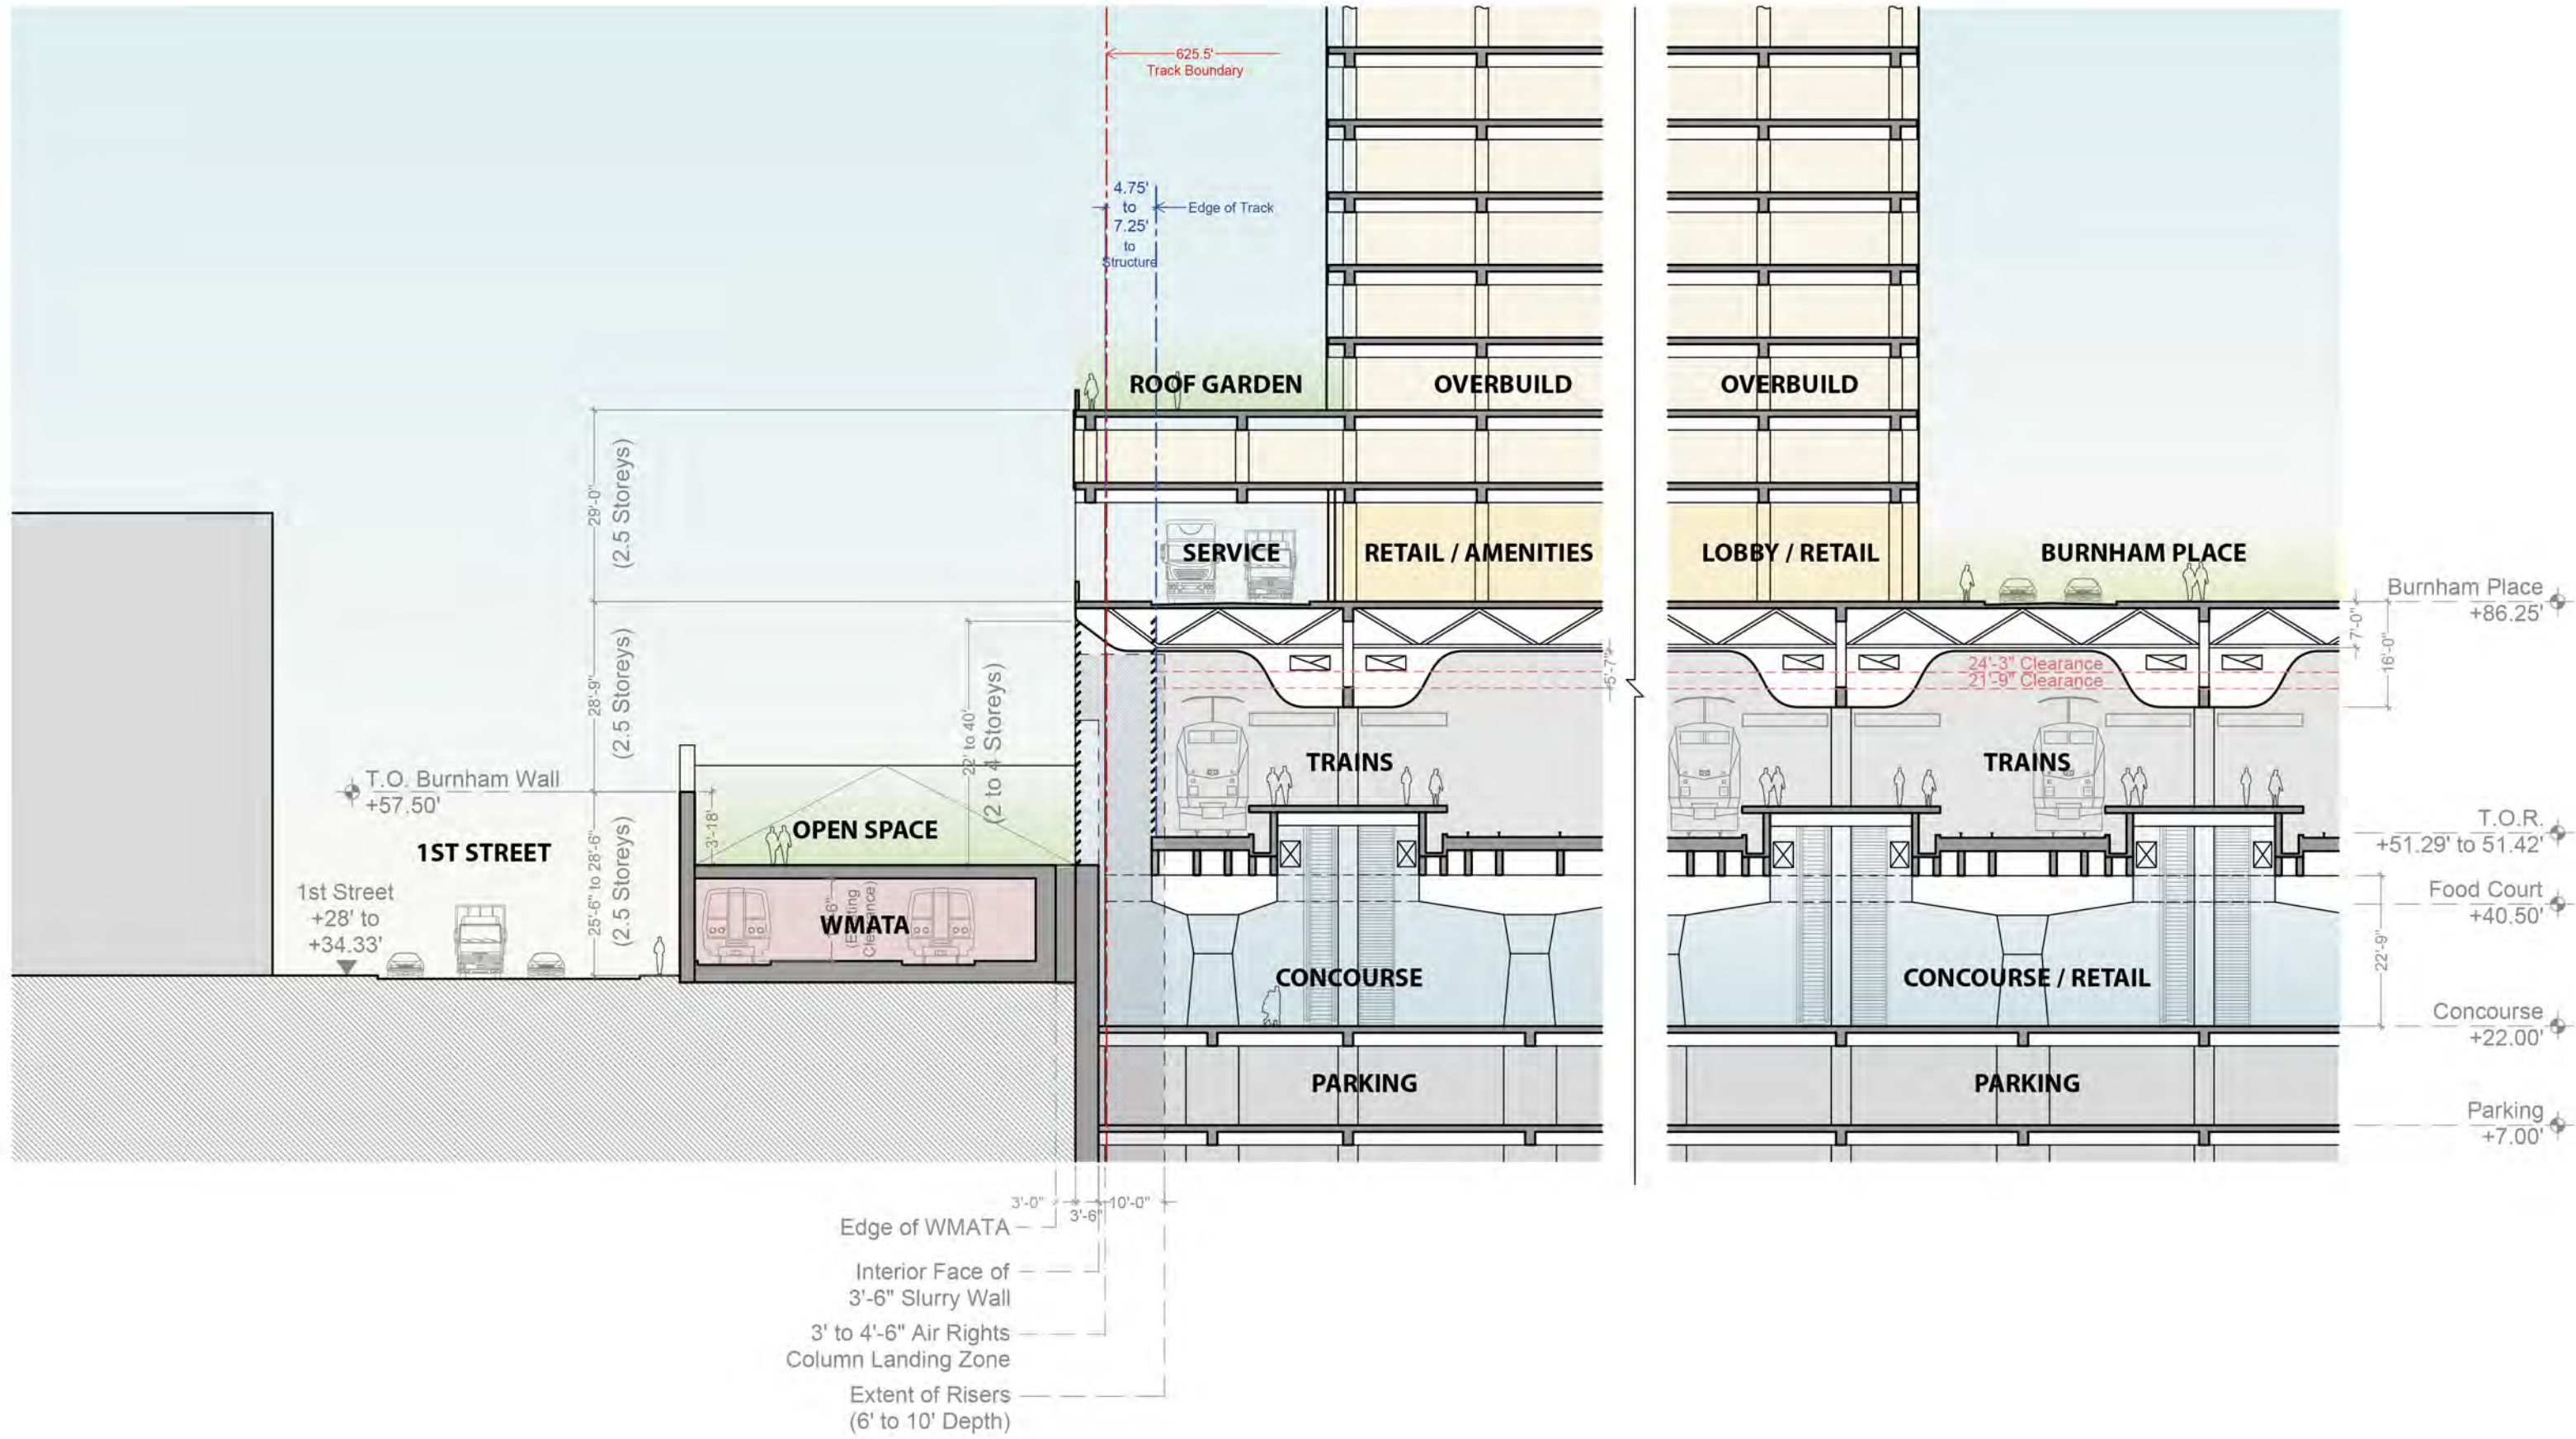 625.5'
Track Boundary
4.75'
to
7.25'
to
Structure
Edge of Track
ROOF GARDEN
OVERBUILD
OVERBUILD
29'-0"
(2.5 Storeys)
SERVICE
RETAIL / AMENITIES
LOBBY / RETAIL
BURNHAM PLACE
Burnham Place
+86.25'
7'-0"
16'-0"
5'-7"
24'-3" Clearance
21'-9" Clearance
28'-9"
(2.5 Storeys)
22' to 40'
(2 to 4 Storeys)
TRAINS
TRAINS
T.O. Burnham Wall
+57.50'
3'-18'
OPEN SPACE
1ST STREET
25'-6" to 28'-6"
(2.5 Storeys)
T.O.R.
+51.29' to 51.42'
1st Street
+28' to
+34.33'
WMATA
(Existing
Clearance)
Food Court
+40.50'
22'-9"
CONCOURSE
CONCOURSE / RETAIL
Concourse
+22.00'
PARKING
PARKING
Parking
+7.00'
3'-0"
3'-6"
10'-0"
Edge of WMATA
Interior Face of
3'-6" Slurry Wall
3' to 4'-6" Air Rights
Column Landing Zone
Extent of Risers
(6' to 10' Depth)